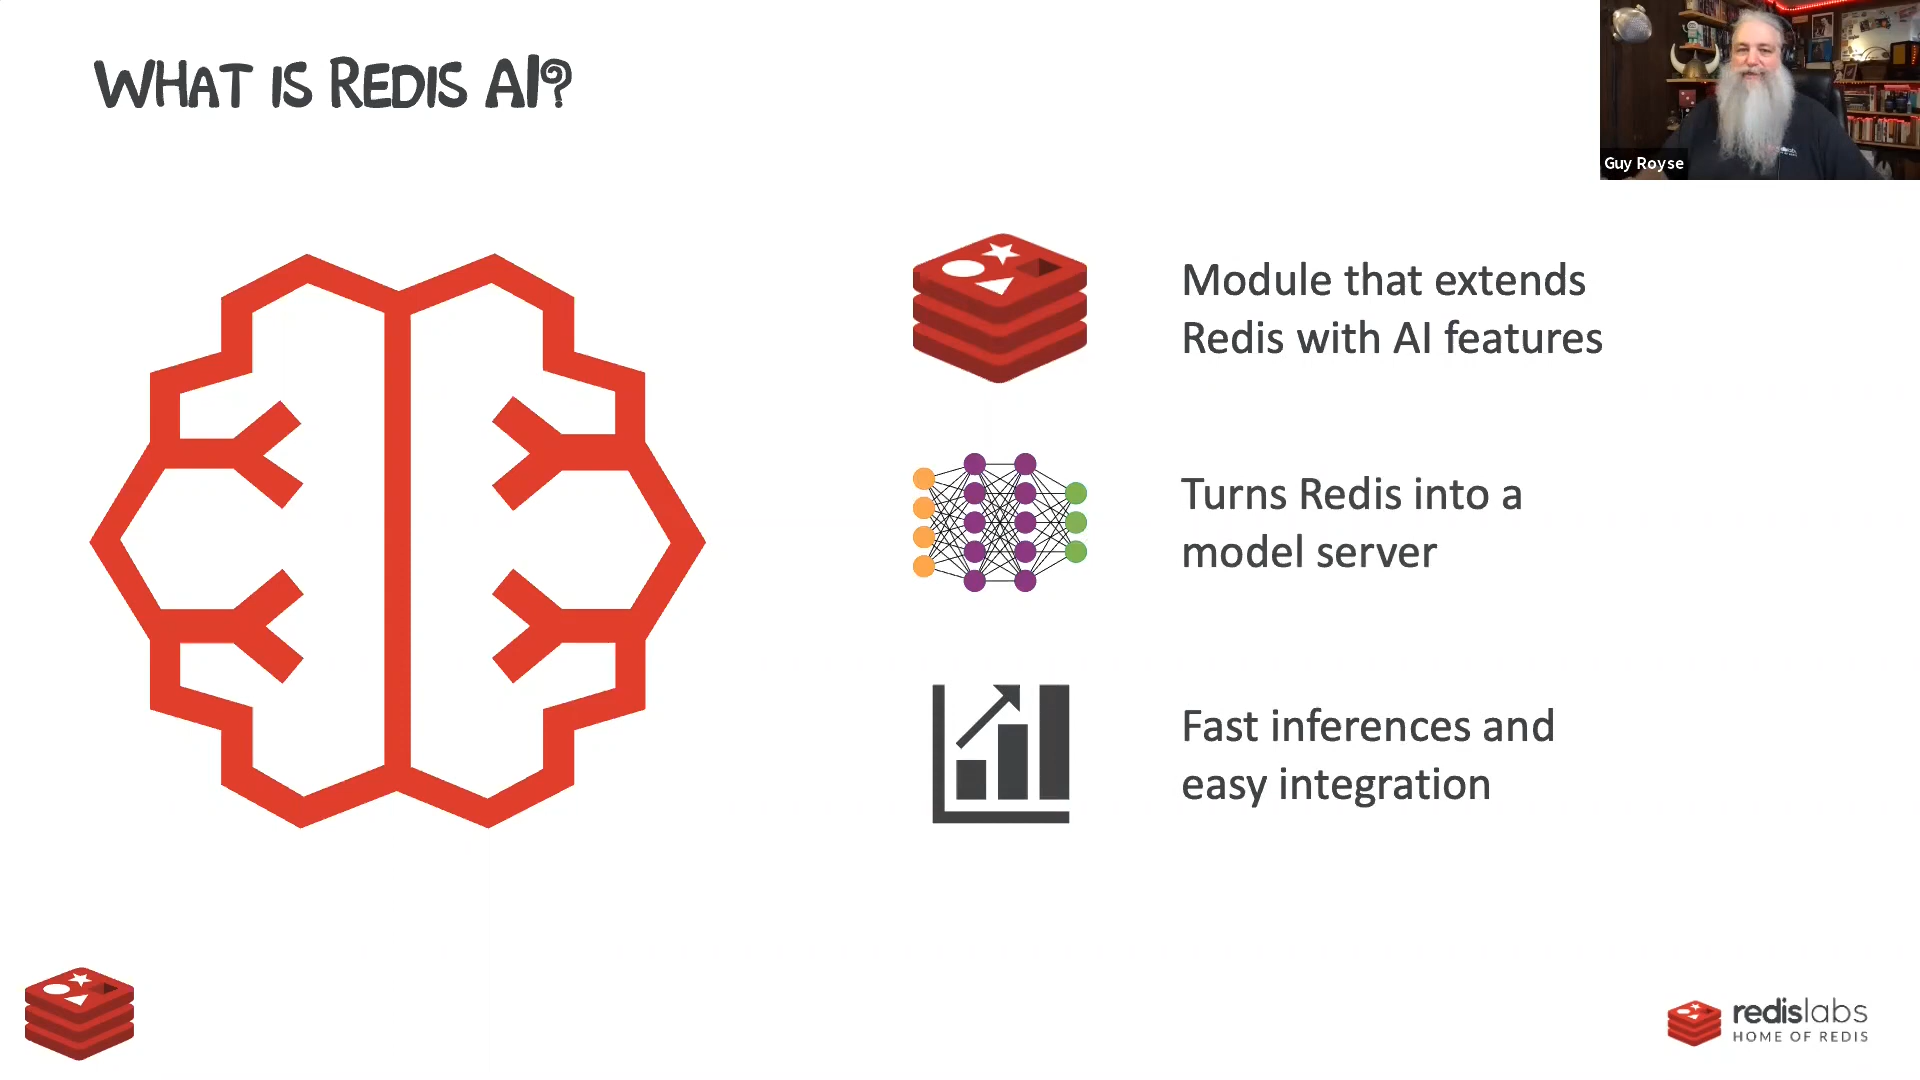 WHAT IS REDIS AI?
Guy Royse
Module that extends
Redis with AI features
Turns Redis into a
model server
Fast inferences and
easy integration
redislabs
HOME OF REDIS